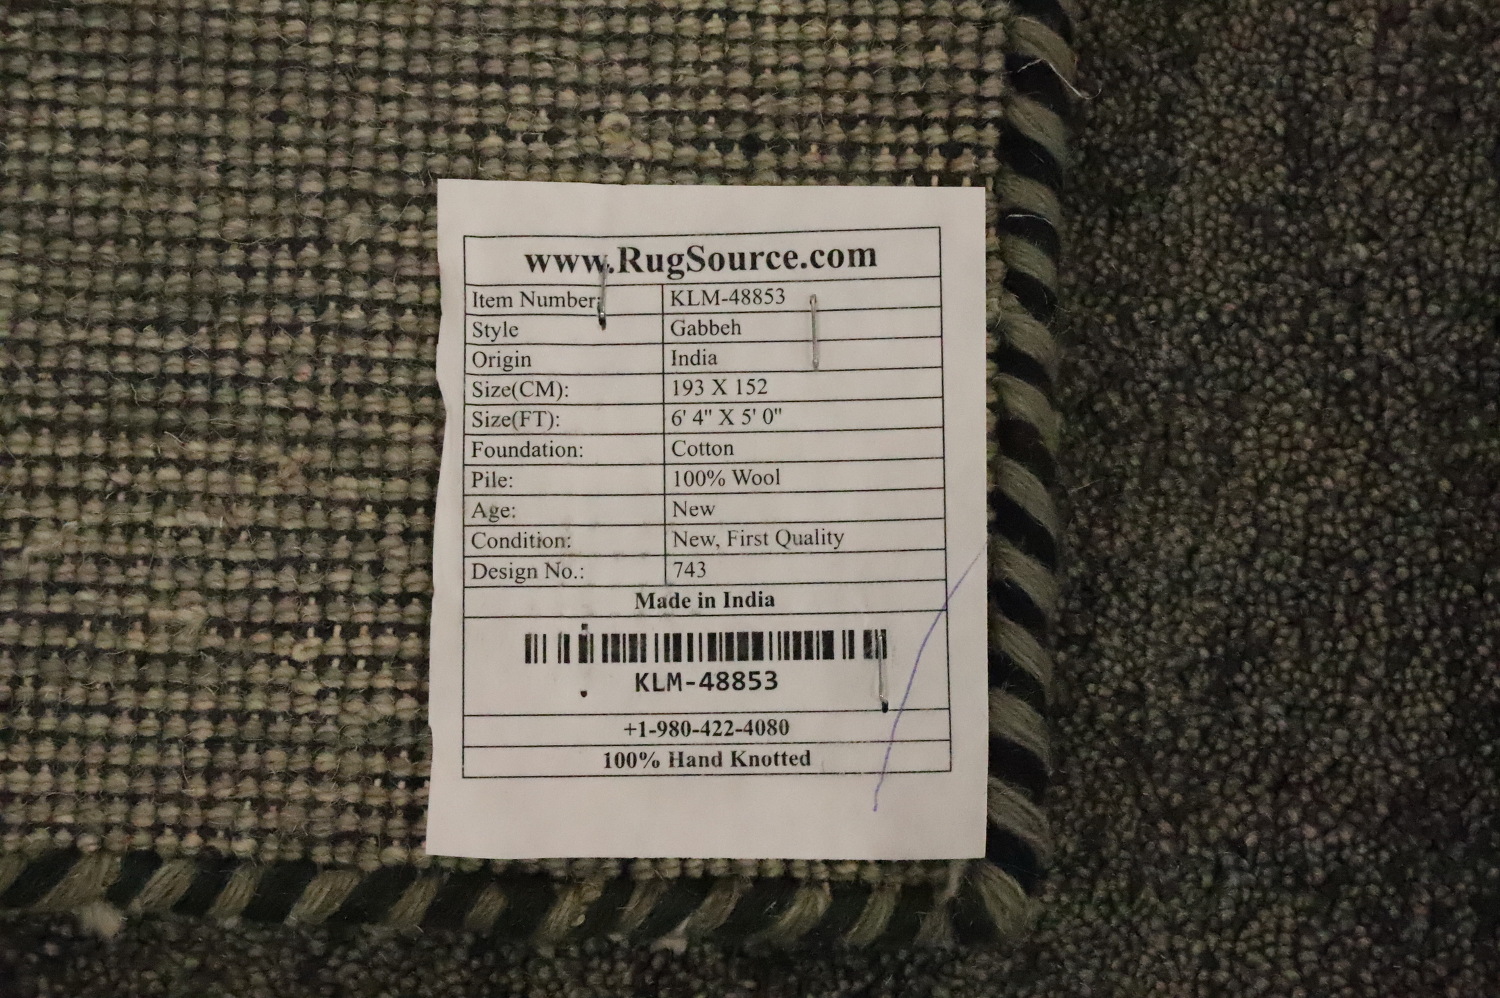 www.RugSource.com
Item Number: KLM-48853
Style Gabbeh
Origin India
Size(CM): 193 X 152
Size(FT): 6' 4" X 5' 0"
Foundation: Cotton
Pile: 100% Wool
Age: New
Condition: New, First Quality
Design No.: 743
Made in India
KLM-48853
+1-980-422-4080
100% Hand Knotted